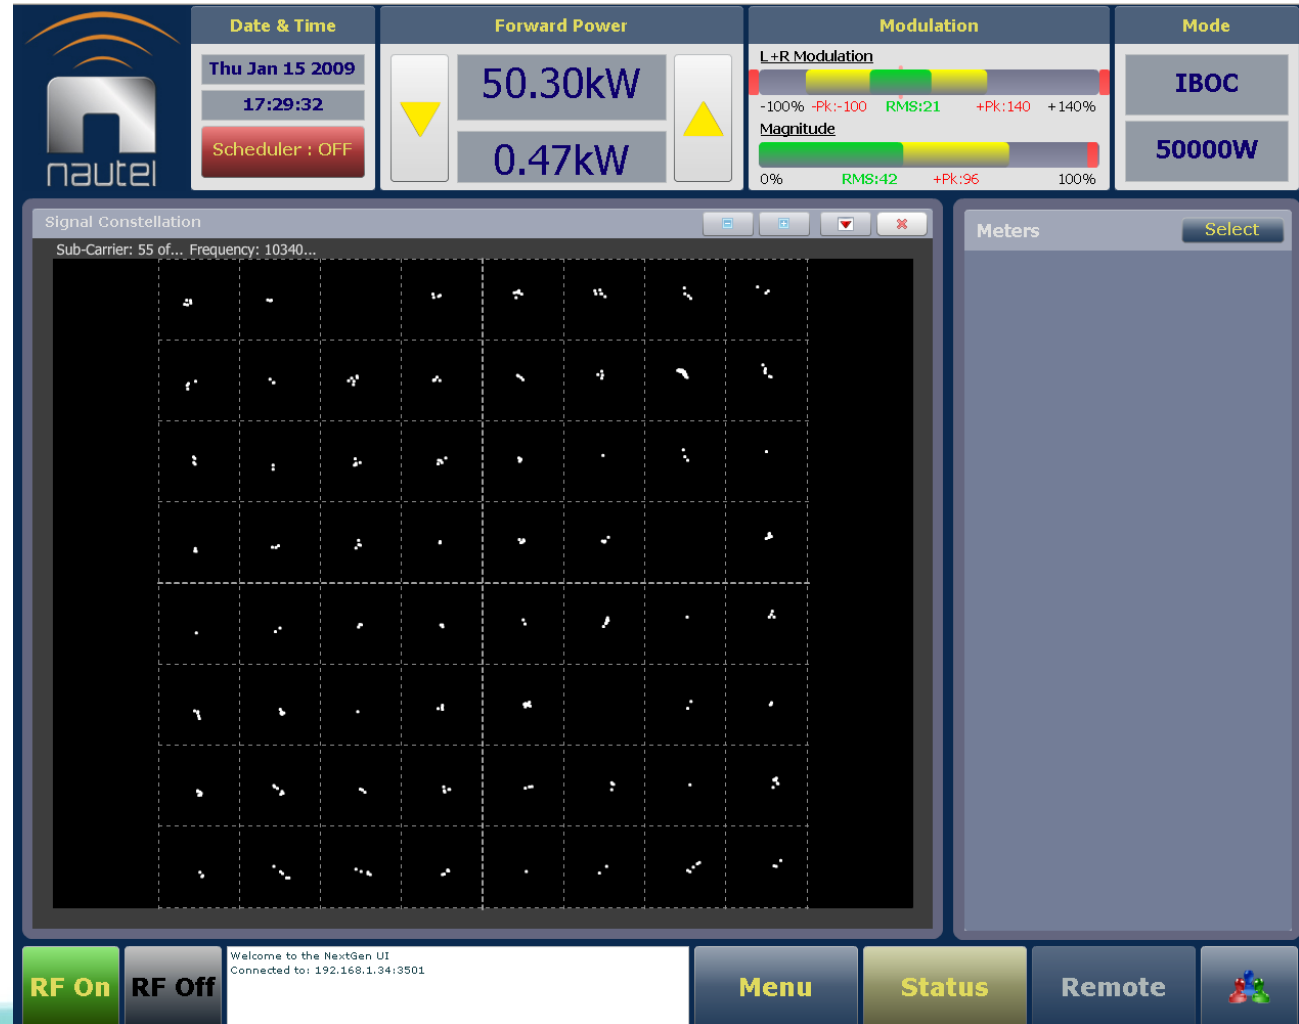 Date & Time
Forward Power
Modulation
Mode
nautel
Thu Jan 15 2009
17:29:32
Scheduler : OFF
50.30kW
0.47kW
L+R Modulation
-100% -Pk:-100 RMS:21 +Pk:140 +140%
Magnitude
0% RMS:42 +Pk:96 100%
IBOC
50000W
Signal Constellation
Sub-Carrier: 55 of... Frequency: 10340...
Meters
Select
RF On
RF Off
Welcome to the NextGen UI
Connected to: 192.168.1.34:3501
Menu
Status
Remote